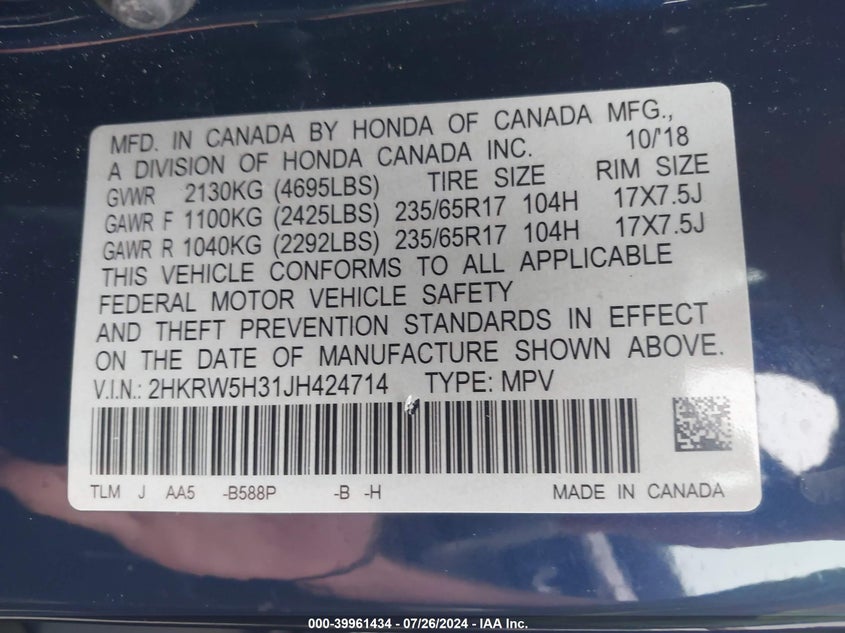 MFD. IN CANADA BY HONDA OF CANADA MFG.,
A DIVISION OF HONDA CANADA INC. 10/'18
GVWR 2130KG (4695LBS) TIRE SIZE RIM SIZE
GAWR F 1100KG (2425LBS) 235/65R17 104H 17X7.5J
GAWR R 1040KG (2292LBS) 235/65R17 104H 17X7.5J
THIS VEHICLE CONFORMS TO ALL APPLICABLE
FEDERAL MOTOR VEHICLE SAFETY
AND THEFT PREVENTION STANDARDS IN EFFECT
ON THE DATE OF MANUFACTURE SHOWN ABOVE.
V.I.N.: 2HKRW5H31JH424714 TYPE: MPV
TLM J AA5 -B588P -B -H MADE IN CANADA
000-39961434 - 07/26/2024 - IAA Inc.